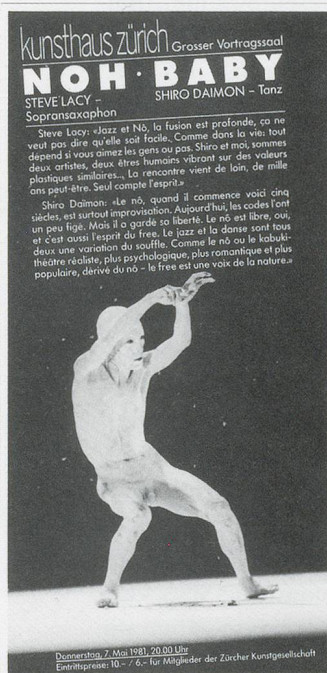 kunsthaus zürich Grosser Vortragssaal
NOH · BABY
STEVE LACY –
Sopransaxophon
SHIRO DAIMON – Tanz
Steve Lacy: «Jazz et Nô, la fusion est profonde, ça ne
veut pas dire qu'elle soit facile, Comme dans la vie: tout
dépend si vous aimez les gens ou pas. Shiro et moi, sommes
deux artistes, deux êtres humains vibrant sur des valeurs
plastiques similaires..., La rencontre vient de loin, de mille
ans peut-être. Seul compte l'esprit.»
Shiro Daïmon: «Le nô, quand il commence voici cinq
siècles, est surtout improvisation. Aujourd'hui, les codes l'ont
un peu figé. Mais il a gardé sa liberté. Le nô est libre, oui,
et c'est aussi l'esprit du free. Le jazz et la danse sont tous
deux une variation du souffle. Comme le nô ou le kabuki-
théâtre réaliste, plus psychologique, plus romantique et plus
populaire, dérivé du nô – le free est une voix de la nature.»
Donnerstag, 7. Mai 1981, 20.00 Uhr
Eintrittspreise: 10.– / 6.– für Mitglieder der Zürcher Kunstgesellschaft